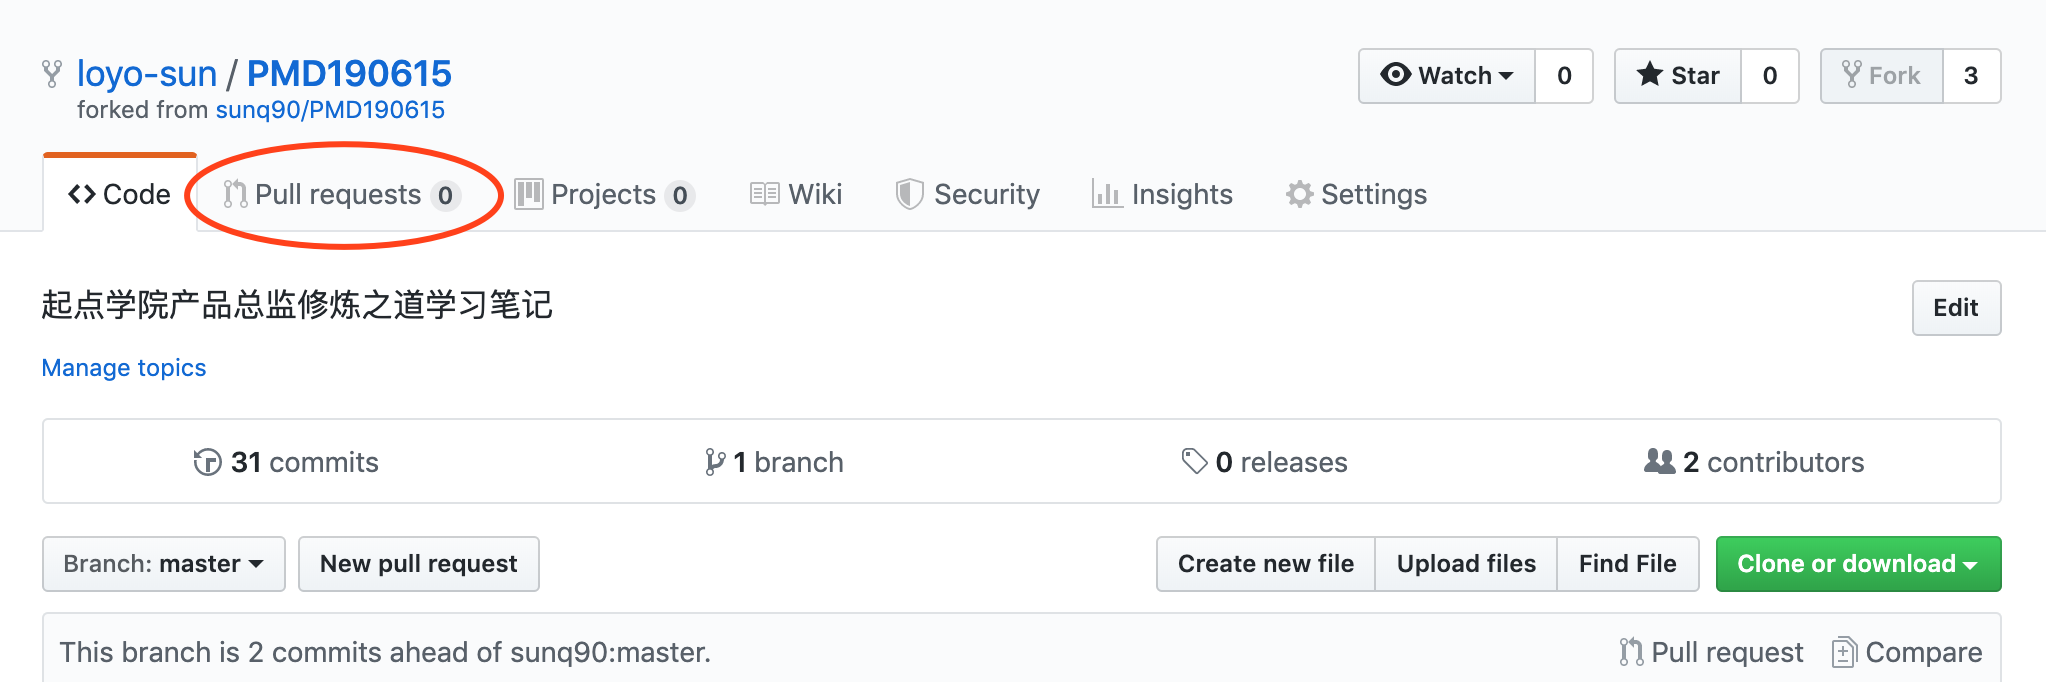 loyo-sun / PMD190615
forked from sunq90/PMD190615
Watch 0 Star 0 Fork 3
Code Pull requests 0 Projects 0 Wiki Security Insights Settings
起点学院产品总监修炼之道学习笔记
Edit
Manage topics
31 commits 1 branch 0 releases 2 contributors
Branch: master New pull request Create new file Upload files Find File Clone or download
This branch is 2 commits ahead of sunq90:master. Pull request Compare